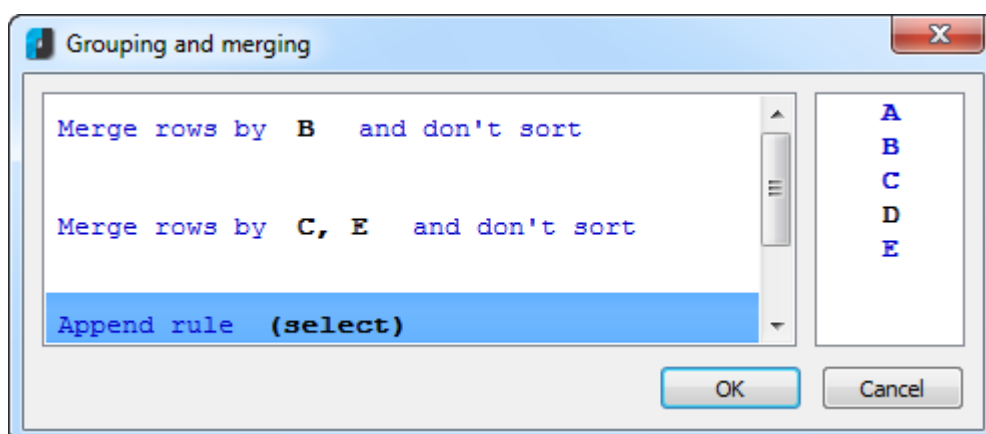 Grouping and merging
Merge rows by B and don't sort
Merge rows by C, E and don't sort
Append rule (select)
A
B
C
D
E
OK
Cancel